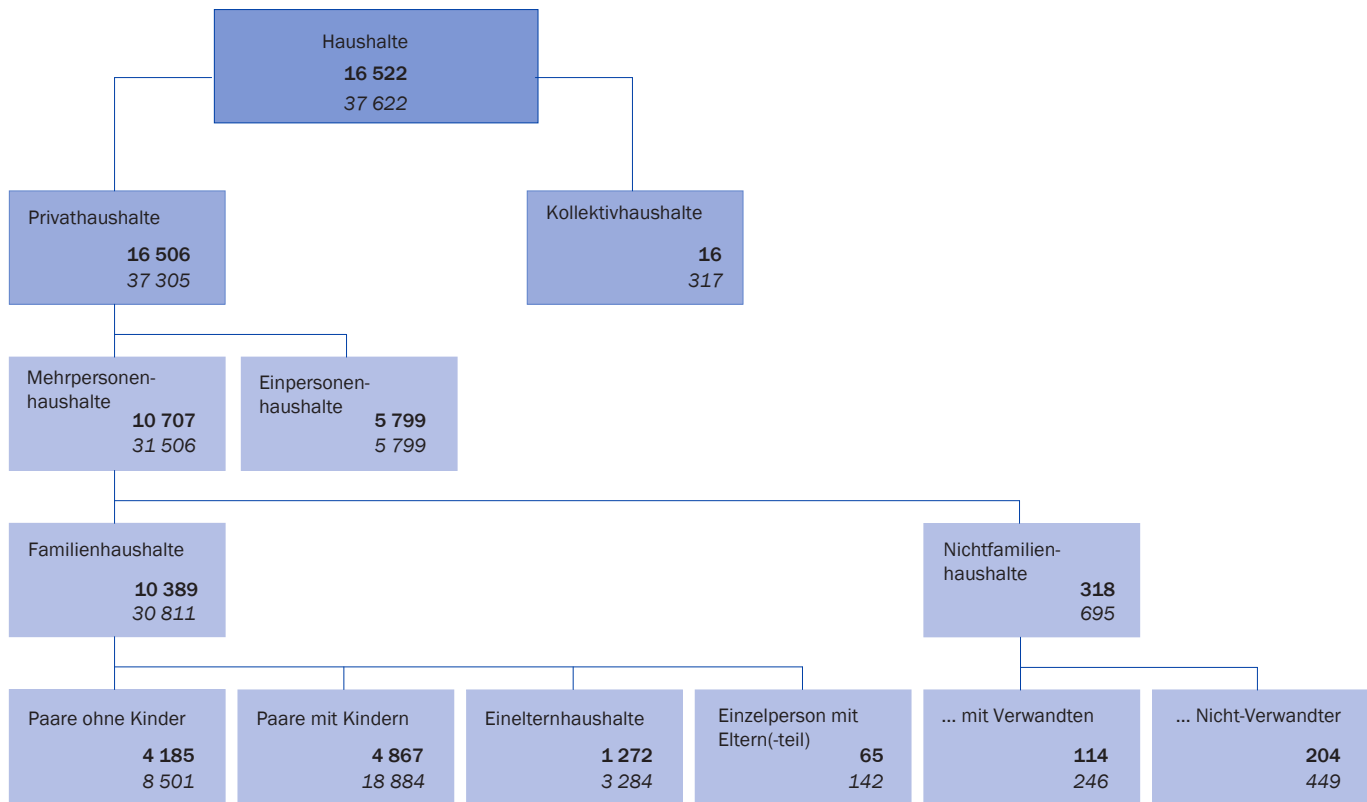 Haushalte
16 522
37 622
Privathaushalte
16 506
37 305
Kollektivhaushalte
16
317
Mehrpersonen-
haushalte
10 707
31 506
Einpersonen-
haushalte
5 799
5 799
Familienhaushalte
10 389
30 811
Nichtfamilien-
haushalte
318
695
Paare ohne Kinder
4 185
8 501
Paare mit Kindern
4 867
18 884
Einelternhaushalte
1 272
3 284
Einzelperson mit
Eltern(-teil)
65
142
... mit Verwandten
114
246
... Nicht-Verwandter
204
449